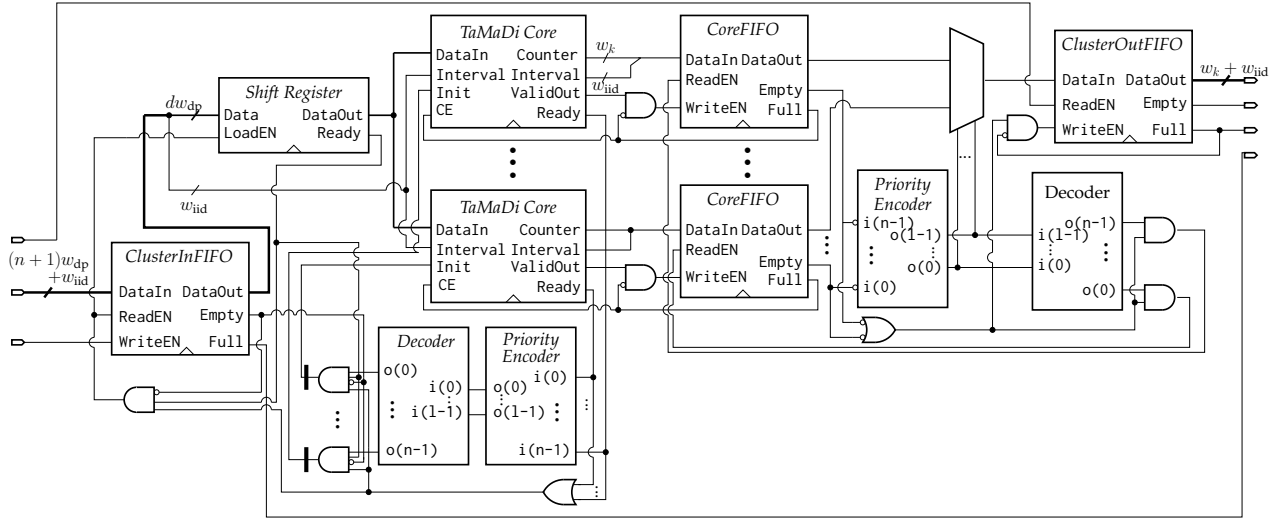 TaMaDi Core
DataIn Counter
Interval Interval
Init ValidOut
CE Ready
w_k
w_iid
CoreFIFO
DataIn DataOut
ReadEN
Empty
WriteEN Full
ClusterOutFIFO
DataIn DataOut
ReadEN Empty
WriteEN Full
w_k + w_iid
dw_dp
Shift Register
Data DataOut
LoadEN Ready
w_iid
TaMaDi Core
DataIn Counter
Interval Interval
Init ValidOut
CE Ready
CoreFIFO
DataIn DataOut
ReadEN
Empty
WriteEN Full
Priority
Encoder
i(n-1)
o(l-1)
o(0)
i(0)
Decoder
o(n-1)
i(l-1)
i(0)
o(0)
(n + 1)w_dp
+w_iid
ClusterInFIFO
DataIn DataOut
ReadEN Empty
WriteEN Full
Decoder
o(0)
i(0)
i(l-1)
o(n-1)
Priority
Encoder
i(0)
o(0)
o(l-1)
i(n-1)